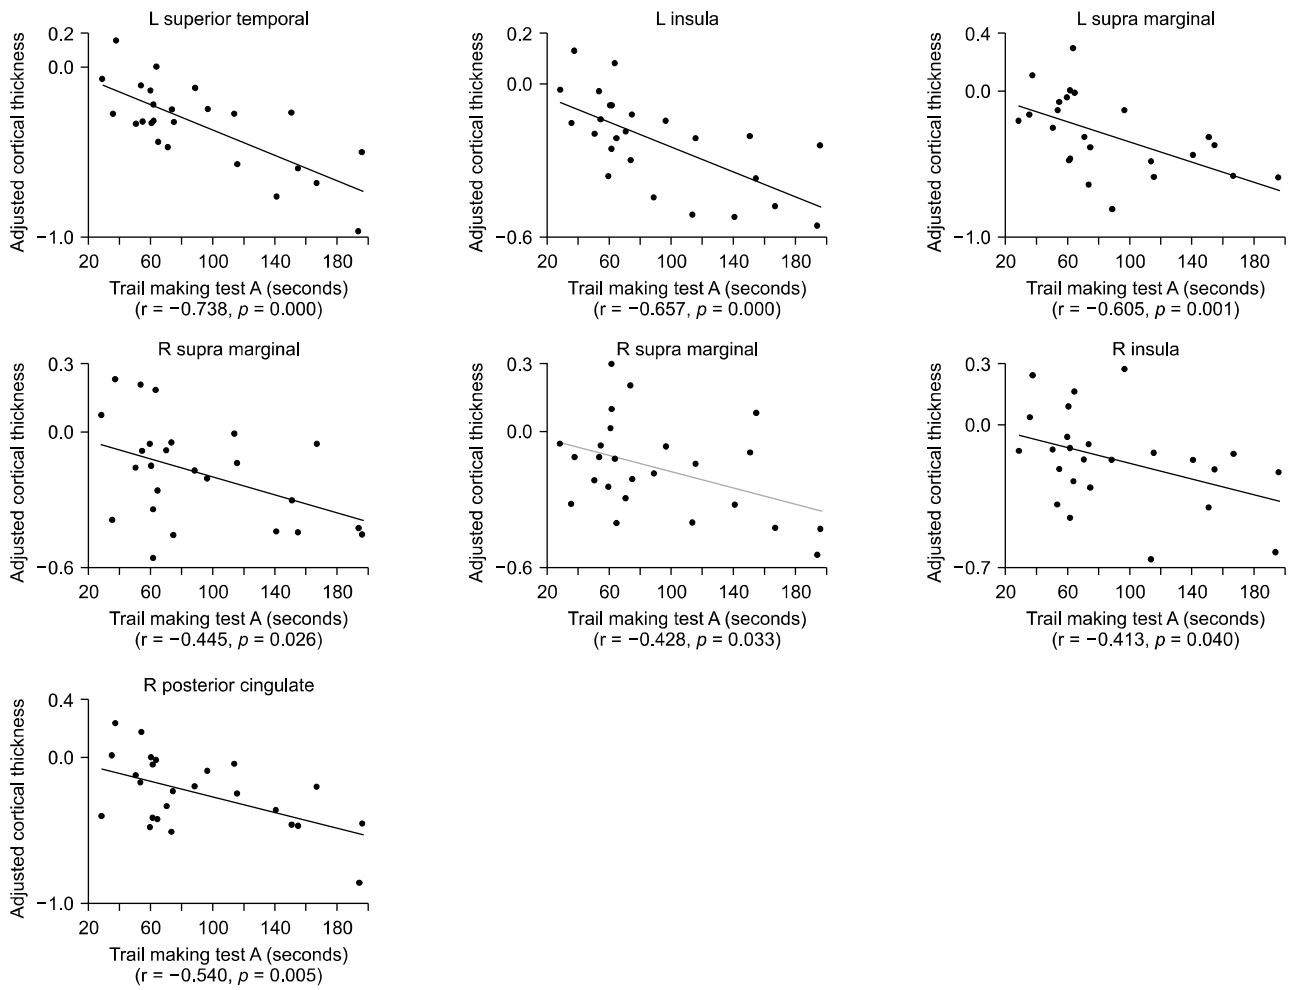 L superior temporal
Adjusted cortical thickness
0.2
0.0
−1.0
20 60 100 140 180
Trail making test A (seconds)
(r = −0.738, p = 0.000)
L insula
Adjusted cortical thickness
0.2
0.0
−0.6
20 60 100 140 180
Trail making test A (seconds)
(r = −0.657, p = 0.000)
L supra marginal
Adjusted cortical thickness
0.4
0.0
−1.0
20 60 100 140 180
Trail making test A (seconds)
(r = −0.605, p = 0.001)
R supra marginal
Adjusted cortical thickness
0.3
0.0
−0.6
20 60 100 140 180
Trail making test A (seconds)
(r = −0.445, p = 0.026)
R supra marginal
Adjusted cortical thickness
0.3
0.0
−0.6
20 60 100 140 180
Trail making test A (seconds)
(r = −0.428, p = 0.033)
R insula
Adjusted cortical thickness
0.3
0.0
−0.7
20 60 100 140 180
Trail making test A (seconds)
(r = −0.413, p = 0.040)
R posterior cingulate
Adjusted cortical thickness
0.4
0.0
−1.0
20 60 100 140 180
Trail making test A (seconds)
(r = −0.540, p = 0.005)